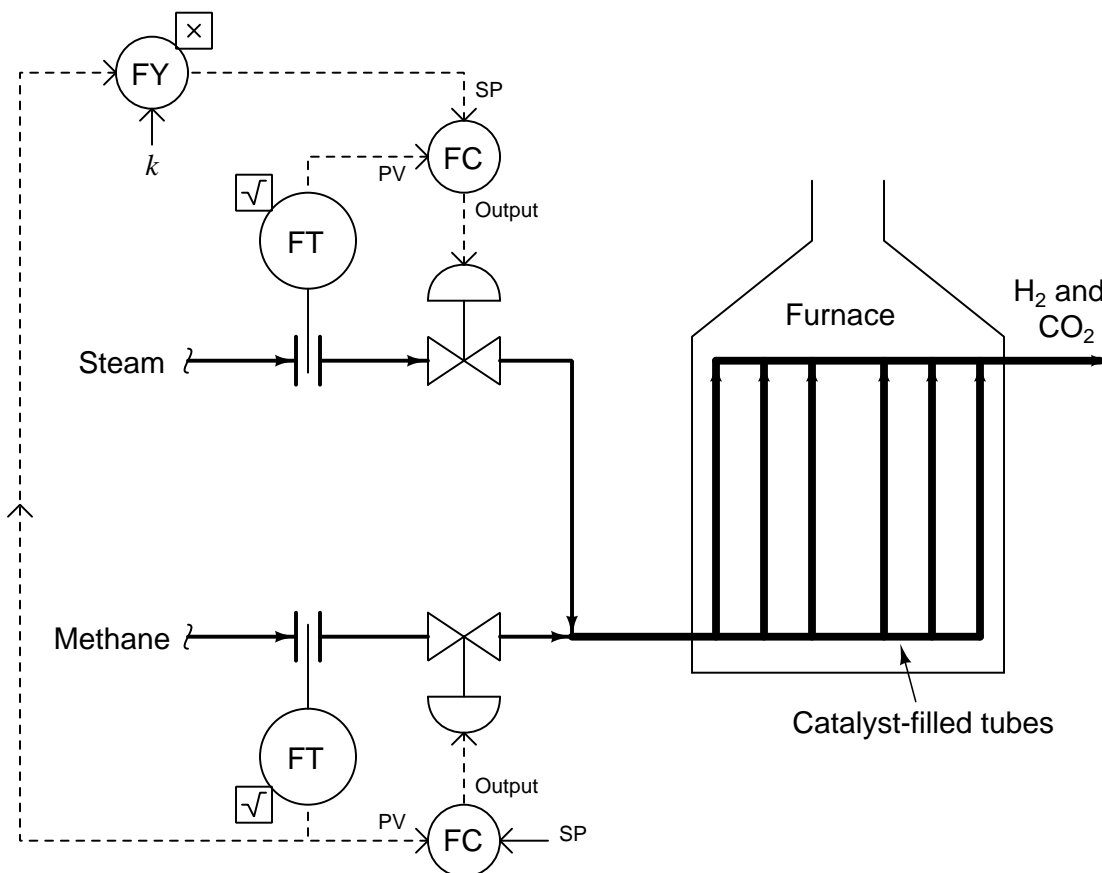 ×
FY
k
SP
FC
PV
√
FT
Output
Steam
Furnace
H₂ and
CO₂
Methane
Catalyst-filled tubes
FT
√
Output
PV
FC
SP